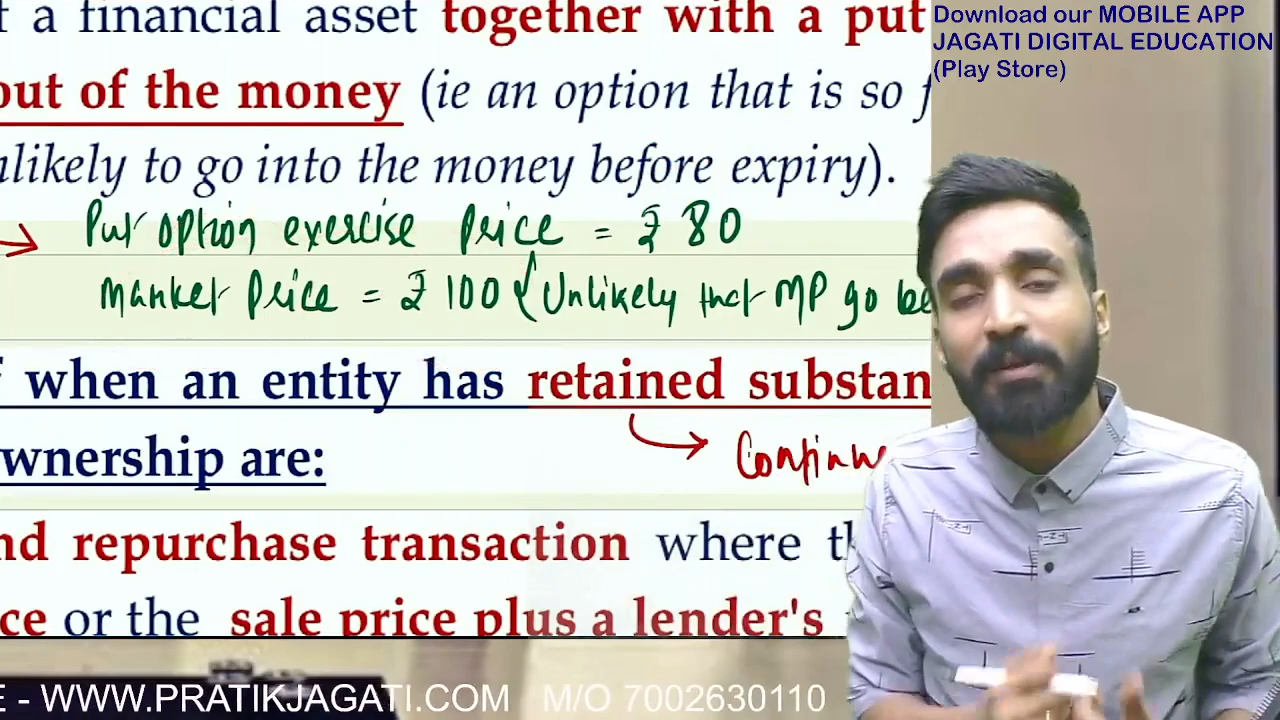 f a financial asset together with a put
out of the money (ie an option that is so f
nlikely to go into the money before expiry).
Put option exercise Price = ₹ 80
Market Price = ₹ 100 { Unlikely that MP go be
f when an entity has retained substan
wnership are:
Continu
nd repurchase transaction where th
ce or the sale price plus a lender's
Download our MOBILE APP
JAGATI DIGITAL EDUCATION
(Play Store)
E - WWW.PRATIKJAGATI.COM M/O 7002630110